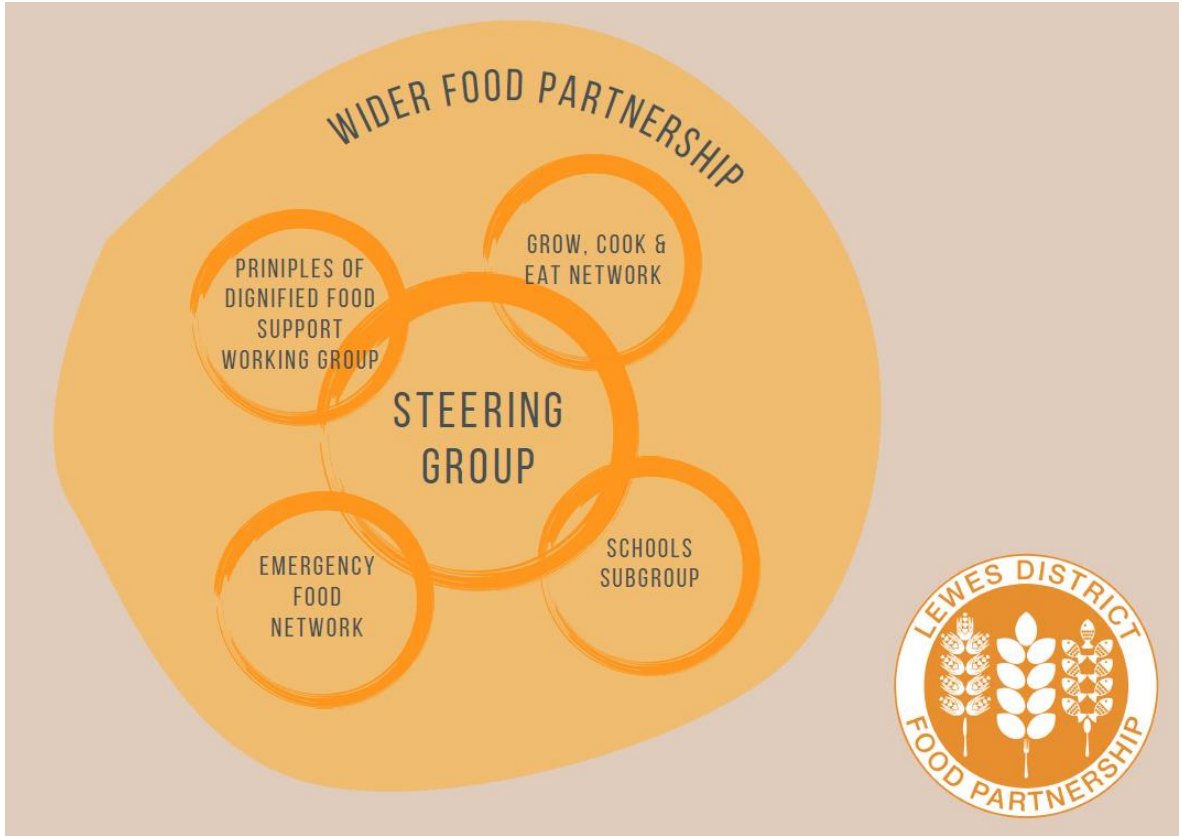 WIDER FOOD PARTNERSHIP
GROW, COOK &
EAT NETWORK
PRINIPLES OF
DIGNIFIED FOOD
SUPPORT
WORKING GROUP
STEERING
GROUP
EMERGENCY
FOOD
NETWORK
SCHOOLS
SUBGROUP
LEWES DISTRICT
FOOD PARTNERSHIP